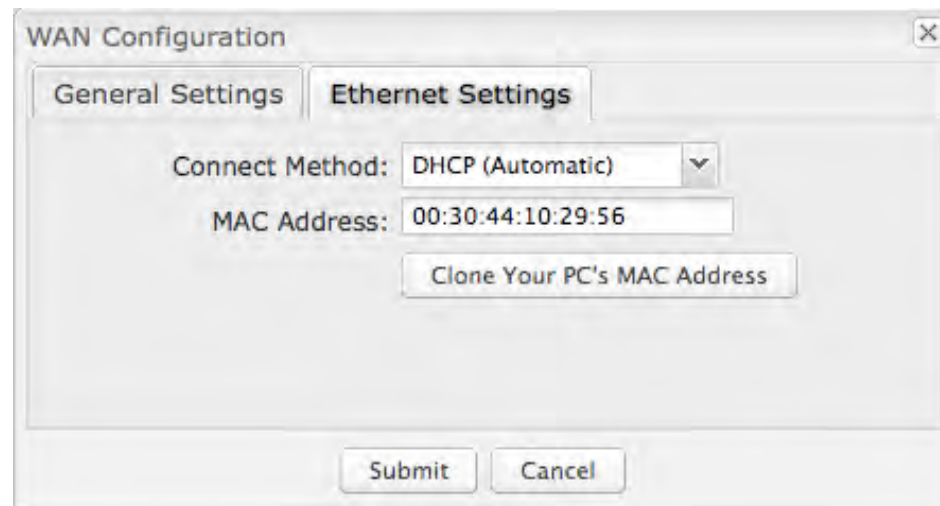 WAN Configuration
General Settings Ethernet Settings
Connect Method: DHCP (Automatic)
MAC Address: 00:30:44:10:29:56
Clone Your PC's MAC Address
Submit Cancel